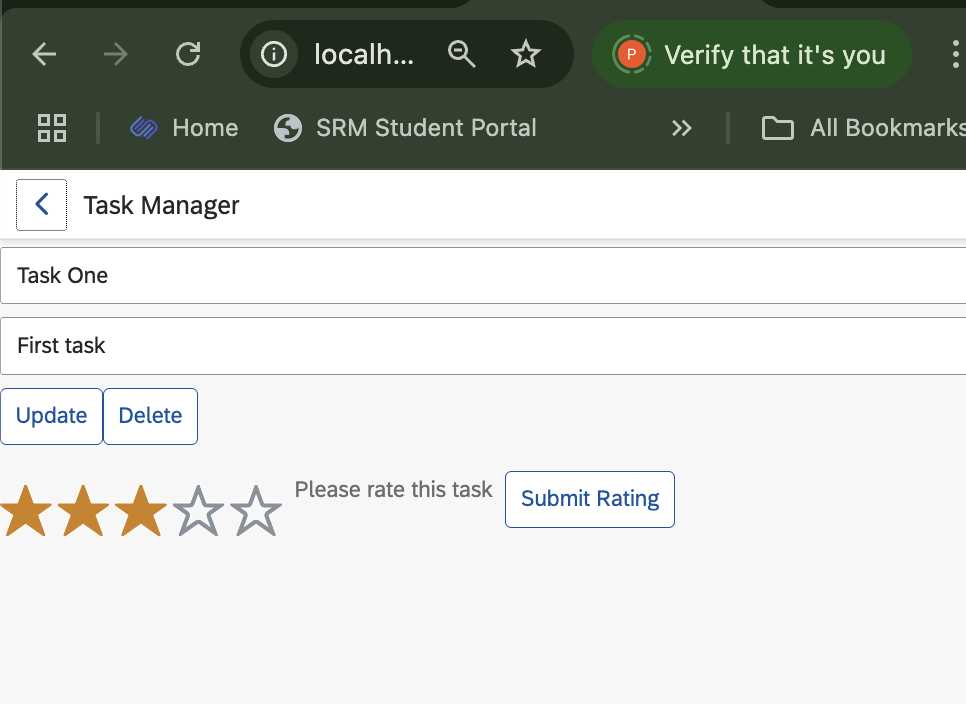 localh...
P Verify that it's you
Home SRM Student Portal All Bookmarks
Task Manager
Task One
First task
Update Delete
Please rate this task Submit Rating